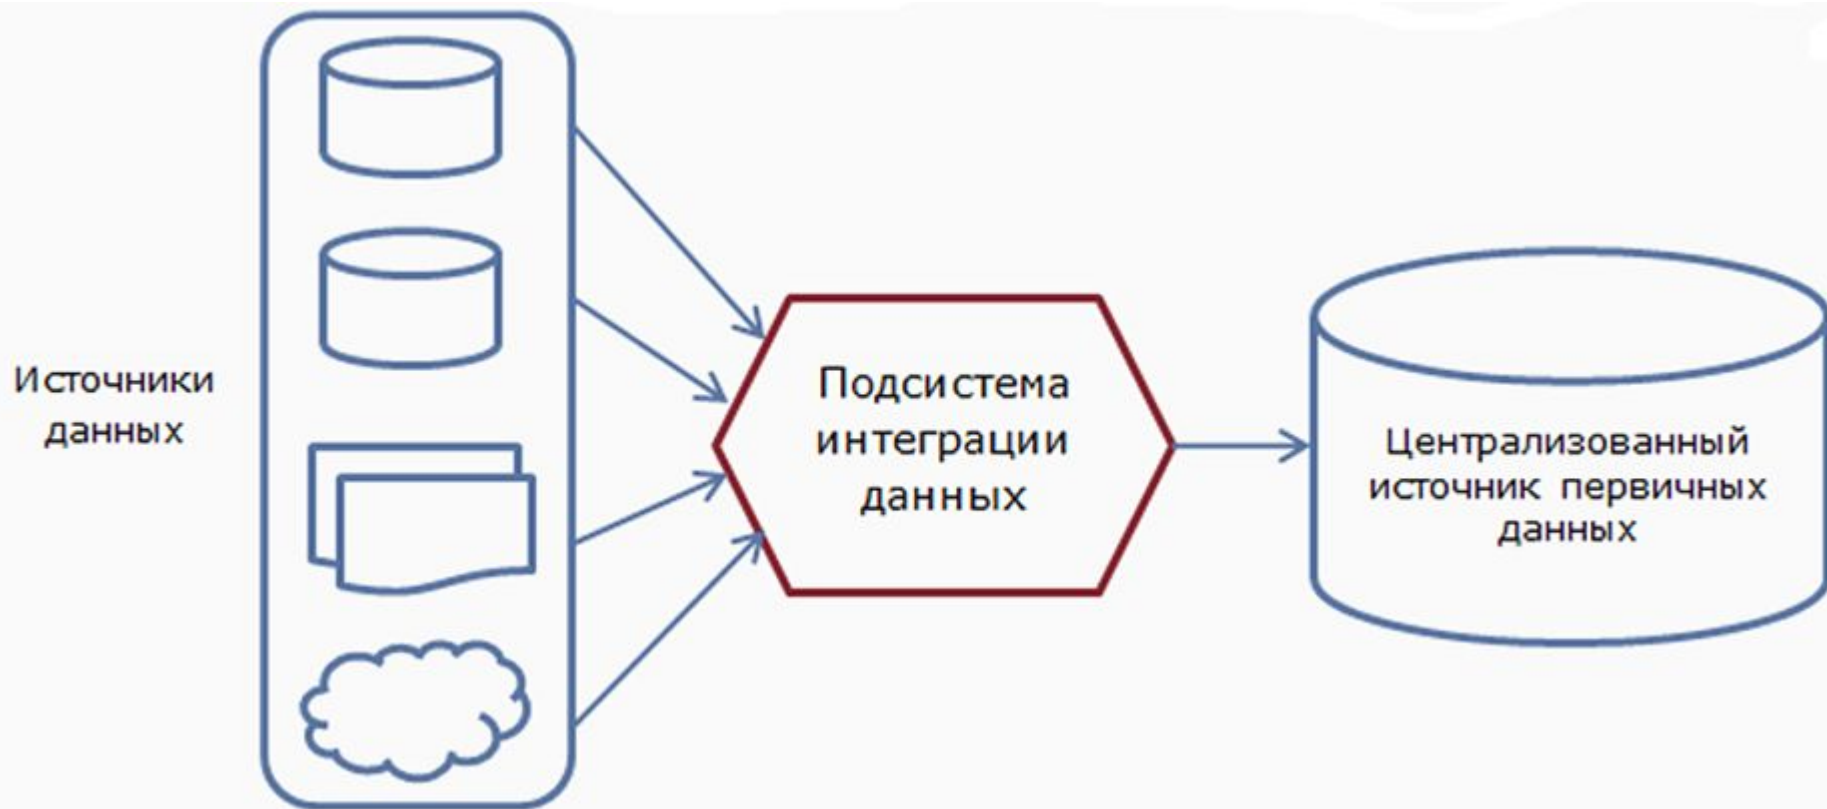 Источники
данных
Подсистема
интеграции
данных
Централизованный
источник первичных
данных